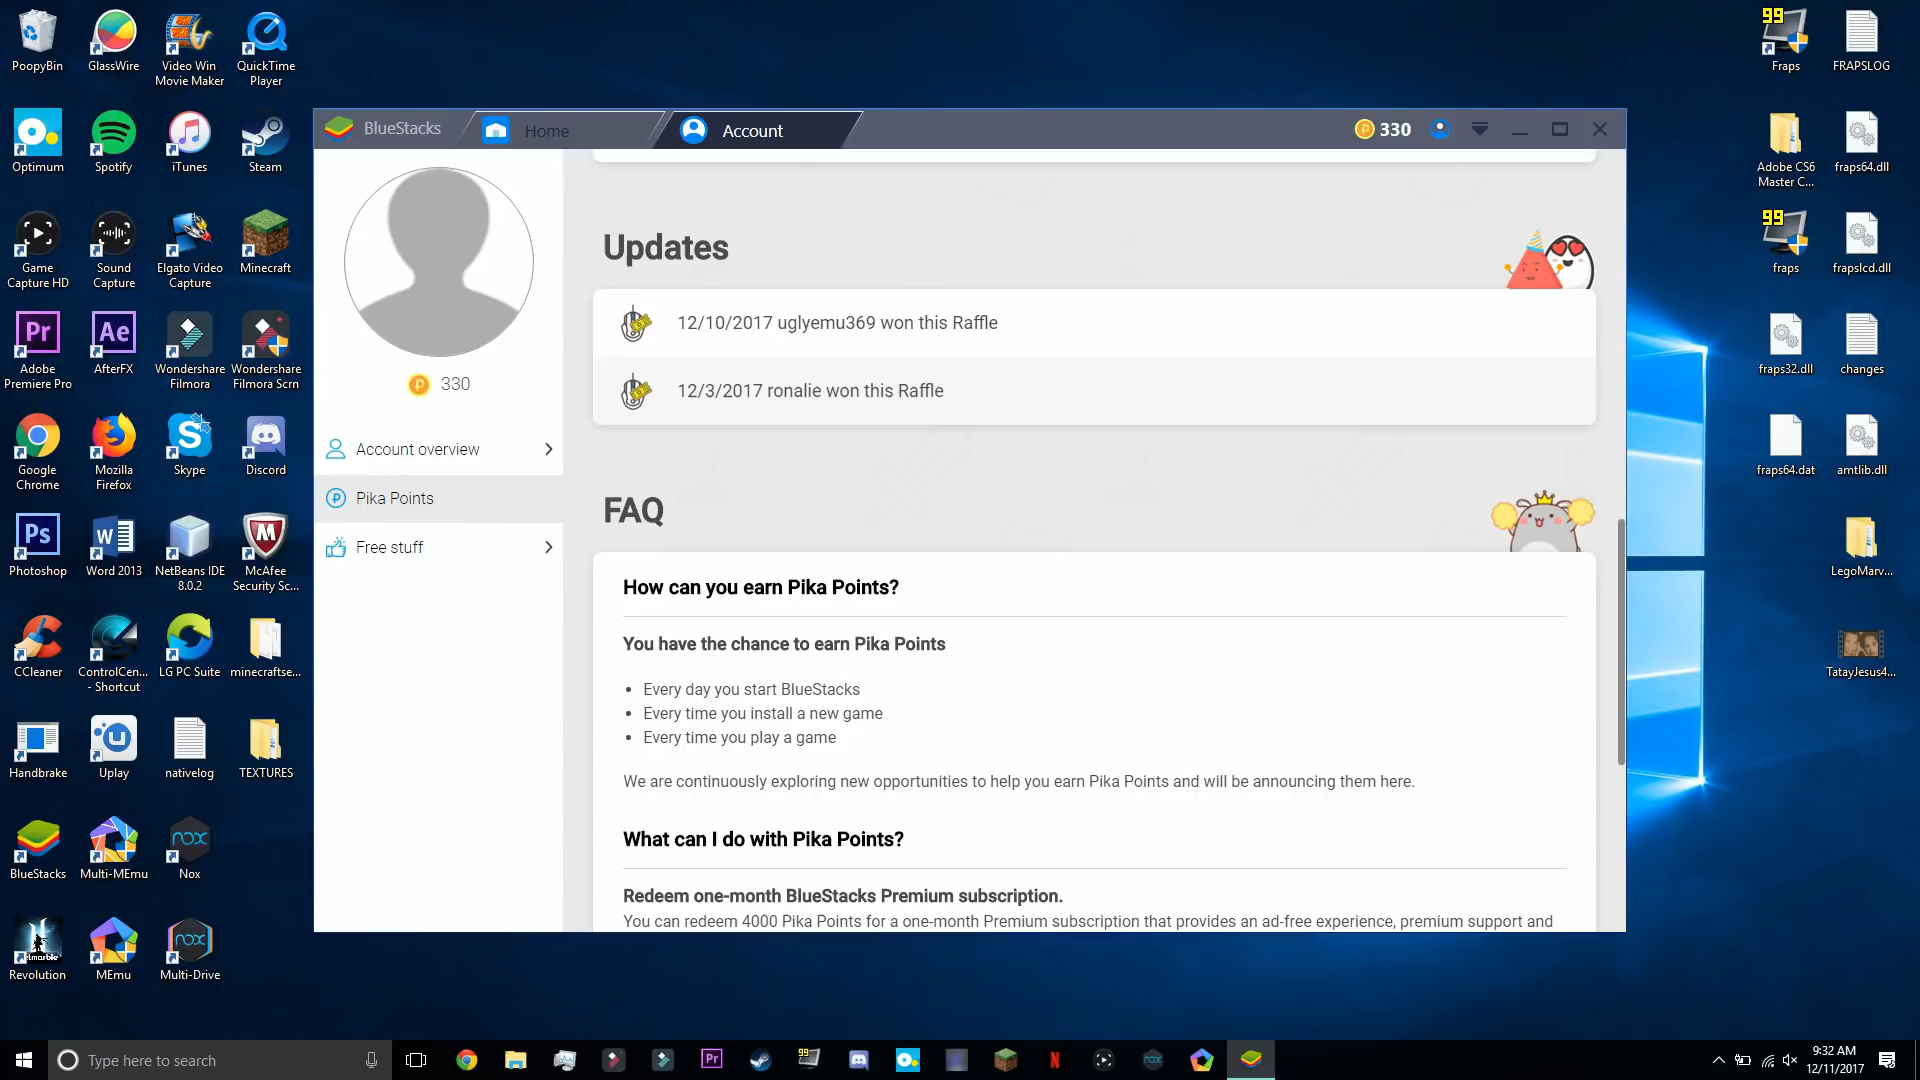 PoopyBin
GlassWire
Video Win
Movie Maker
QuickTime
Player
Optimum
Spotify
iTunes
Steam
Game
Capture HD
Sound
Capture
Elgato Video
Capture
Minecraft
Adobe
Premiere Pro
AfterFX
Wondershare
Filmora
Wondershare
Filmora Scrn
Google
Chrome
Mozilla
Firefox
Skype
Discord
Photoshop
Word 2013
NetBeans IDE
8.0.2
McAfee
Security Sc...
CCleaner
ControlCen...
- Shortcut
LG PC Suite
minecraftse...
Handbrake
Uplay
nativelog
TEXTURES
BlueStacks
Multi-MEmu
Nox
Revolution
MEmu
Multi-Drive
BlueStacks
Home
Account
330
330
Account overview
Pika Points
Free stuff
Updates
12/10/2017 uglyemu369 won this Raffle
12/3/2017 ronalie won this Raffle
FAQ
How can you earn Pika Points?
You have the chance to earn Pika Points
• Every day you start BlueStacks
• Every time you install a new game
• Every time you play a game
We are continuously exploring new opportunities to help you earn Pika Points and will be announcing them here.
What can I do with Pika Points?
Redeem one-month BlueStacks Premium subscription.
You can redeem 4000 Pika Points for a one-month Premium subscription that provides an ad-free experience, premium support and
99
Fraps
FRAPSLOG
Adobe CS6
Master C...
fraps64.dll
99
fraps
frapslcd.dll
fraps32.dll
changes
fraps64.dat
amtlib.dll
LegoMarv...
TatayJesus4...
Type here to search
9:32 AM
12/11/2017